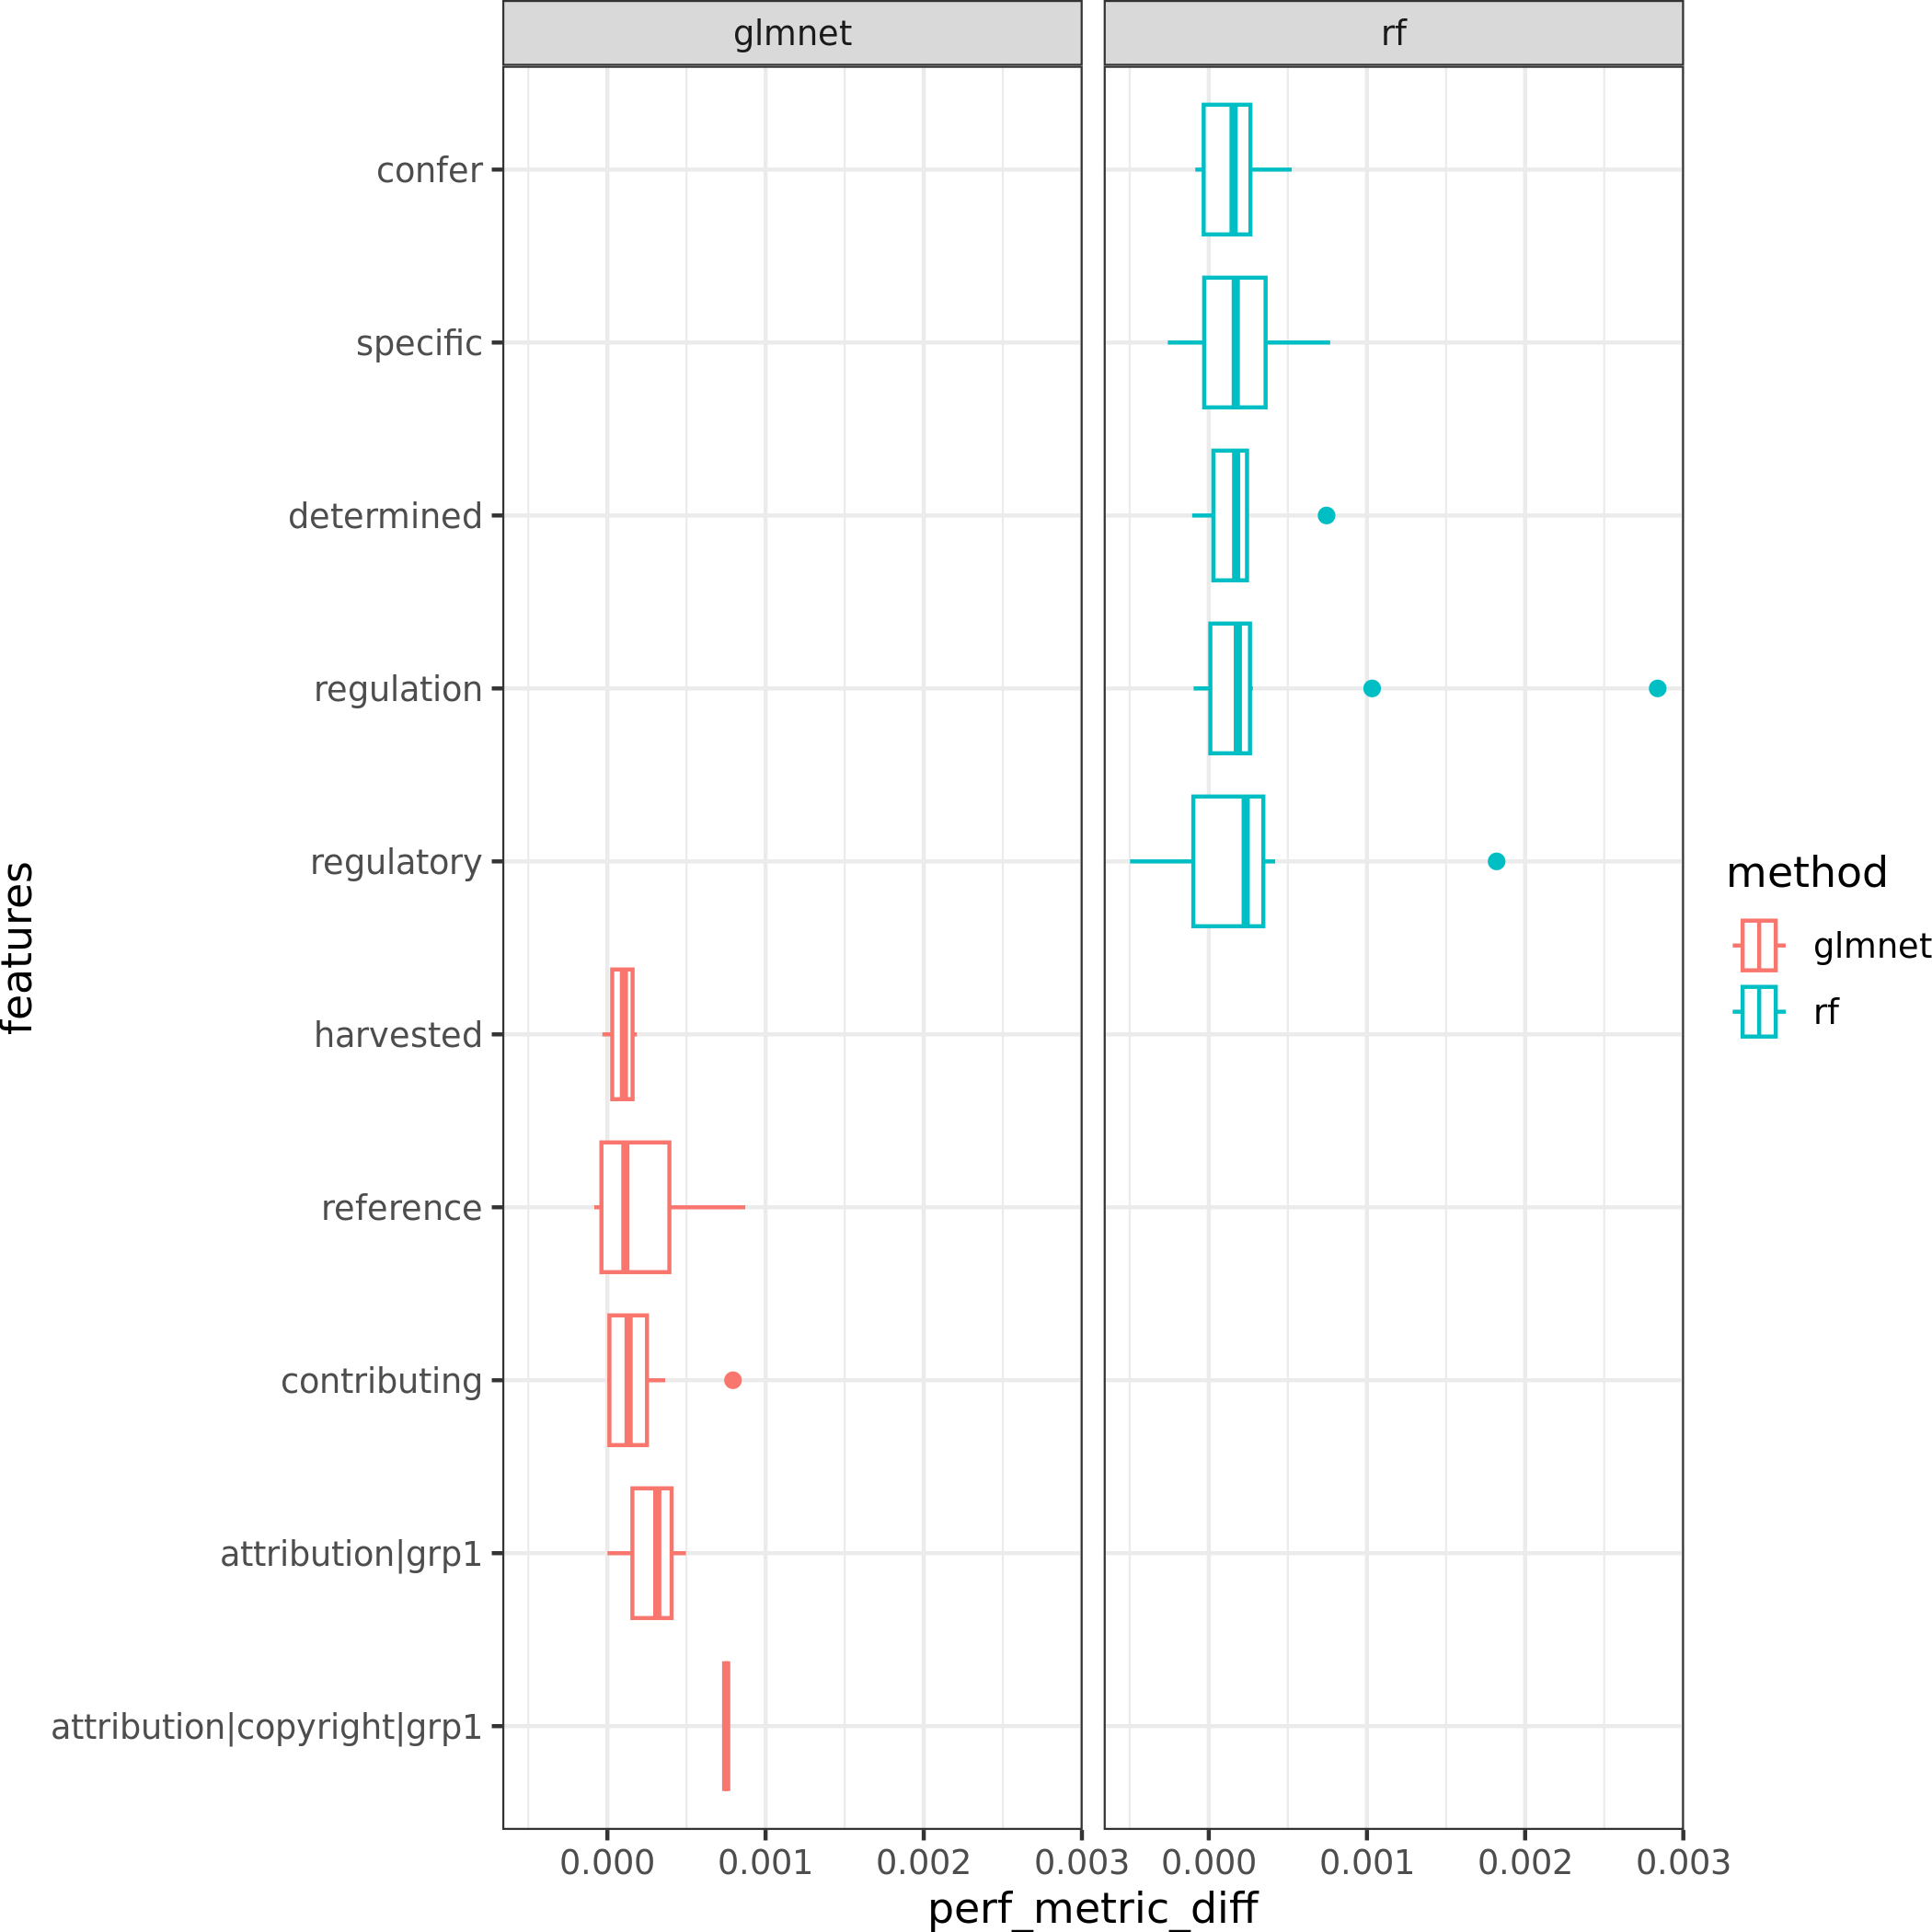 glmnet
rf
confer
specific
determined
regulation
regulatory
harvested
reference
contributing
attribution|grp1
attribution|copyright|grp1
features
0.000 0.001 0.002 0.003 0.000 0.001 0.002 0.003
perf_metric_diff
method
glmnet
rf